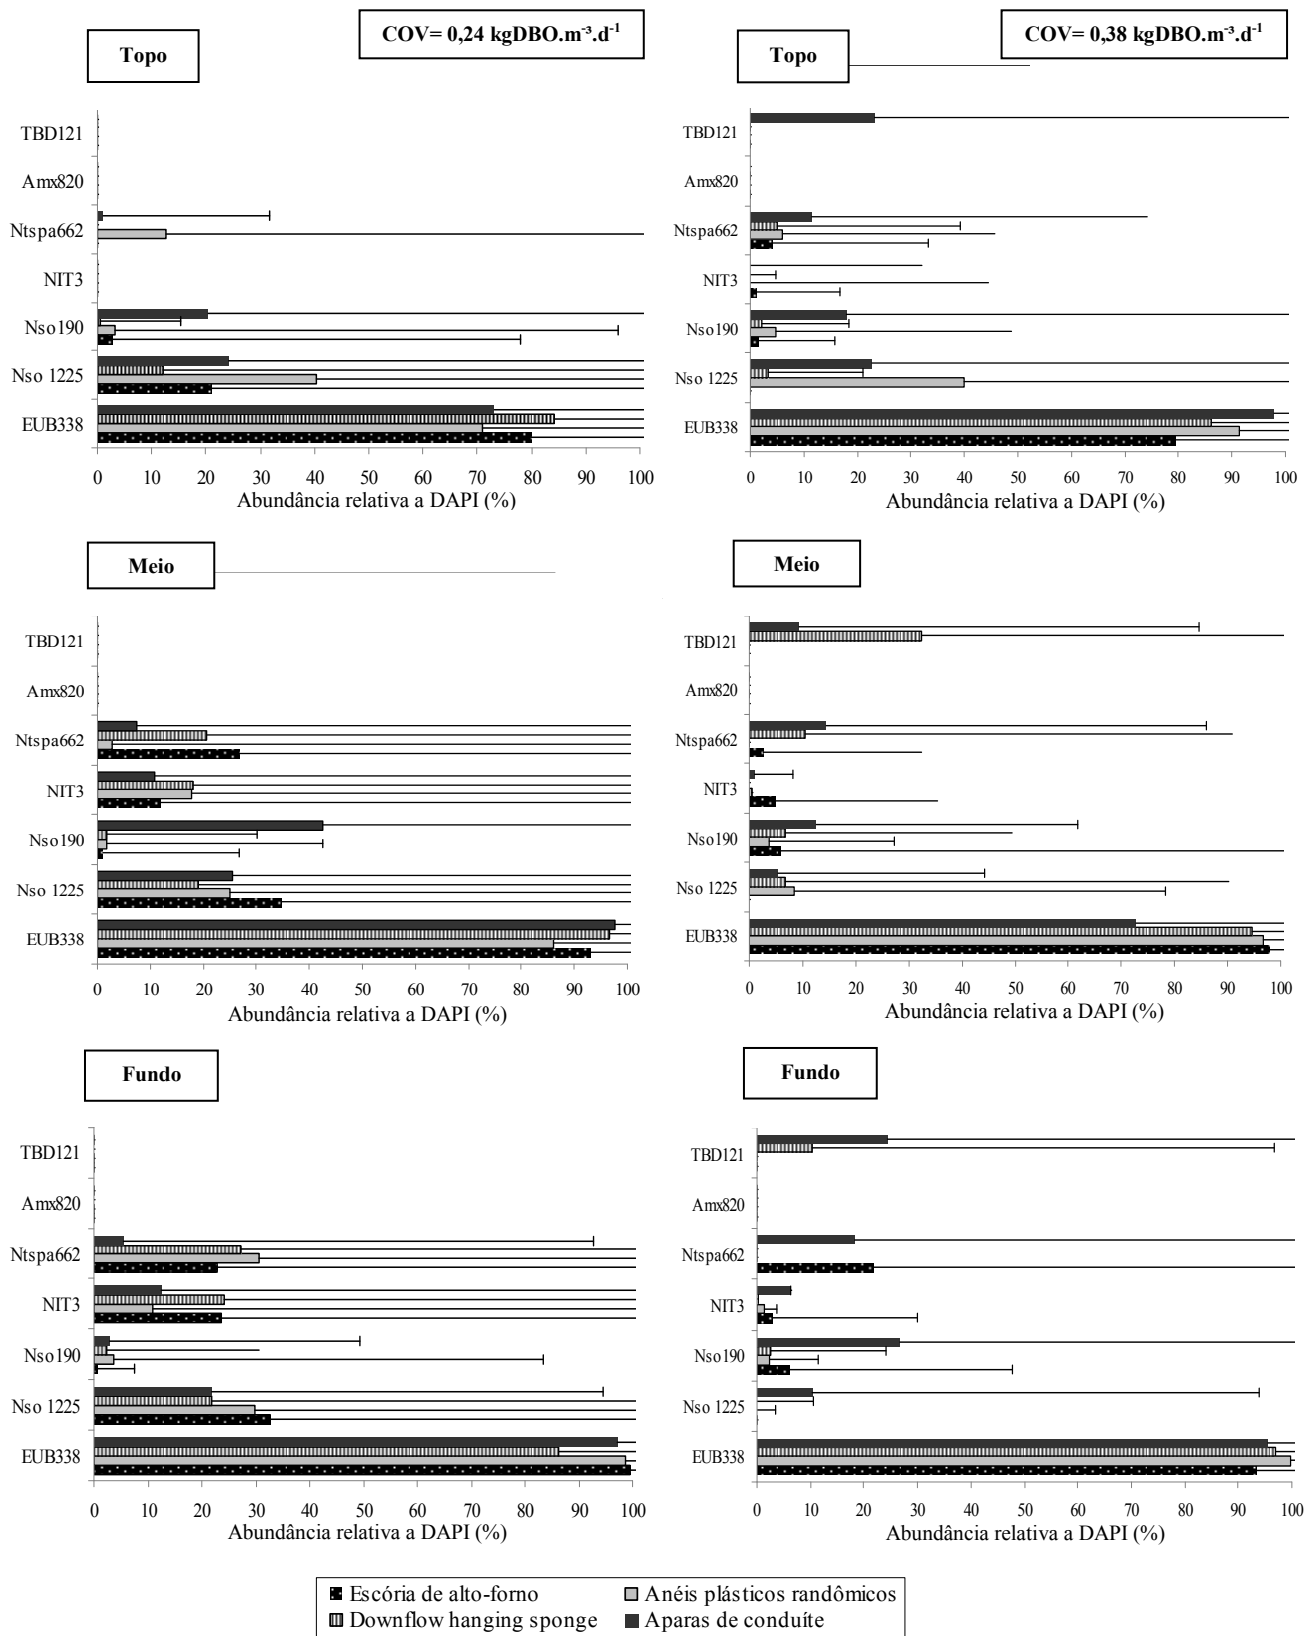 COV= 0,24 kgDBO.m⁻³.d⁻¹
COV= 0,38 kgDBO.m⁻³.d⁻¹
Topo
TBD121
Amx820
Ntspa662
NIT3
Nso190
Nso 1225
EUB338
0 10 20 30 40 50 60 70 80 90 100
Abundância relativa a DAPI (%)
Topo
TBD121
Amx820
Ntspa662
NIT3
Nso190
Nso 1225
EUB338
0 10 20 30 40 50 60 70 80 90 100
Abundância relativa a DAPI (%)
Meio
TBD121
Amx820
Ntspa662
NIT3
Nso190
Nso 1225
EUB338
0 10 20 30 40 50 60 70 80 90 100
Abundância relativa a DAPI (%)
Meio
TBD121
Amx820
Ntspa662
NIT3
Nso190
Nso 1225
EUB338
0 10 20 30 40 50 60 70 80 90 100
Abundância relativa a DAPI (%)
Fundo
TBD121
Amx820
Ntspa662
NIT3
Nso190
Nso 1225
EUB338
0 10 20 30 40 50 60 70 80 90 100
Abundância relativa a DAPI (%)
Fundo
TBD121
Amx820
Ntspa662
NIT3
Nso190
Nso 1225
EUB338
0 10 20 30 40 50 60 70 80 90 100
Abundância relativa a DAPI (%)
Escória de alto-forno Anéis plásticos randômicos
Downflow hanging sponge Aparas de conduíte